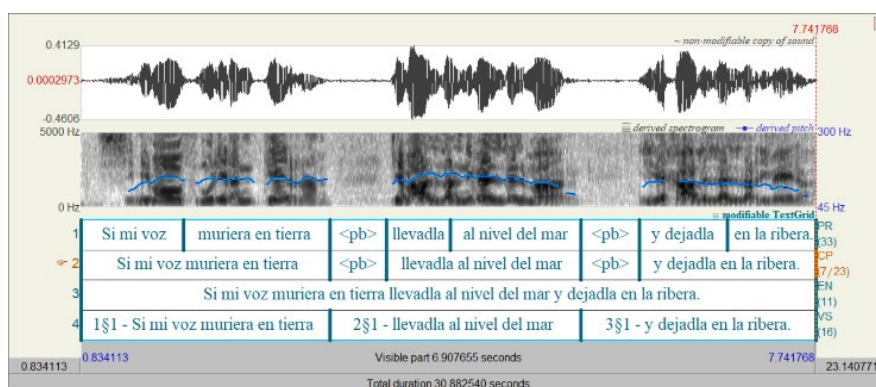 7.741768
0.4129
~ non-modifiable copy of sound
0.0002973
-0.4606
5000 Hz
derived spectrogram
derived pitch
300 Hz
0 Hz
45 Hz
modifiable TextGrid
1 Si mi voz muriera en tierra <pb> llevadla al nivel del mar <pb> y dejadla en la ribera. PR (33)
2 Si mi voz muriera en tierra <pb> llevadla al nivel del mar <pb> y dejadla en la ribera. CP (7/23)
3 Si mi voz muriera en tierra llevadla al nivel del mar y dejadla en la ribera. EN (11)
4 1§1 - Si mi voz muriera en tierra 2§1 - llevadla al nivel del mar 3§1 - y dejadla en la ribera. VS (16)
0.834113 0.834113 Visible part 6.907655 seconds 7.741768 23.140771
Total duration 30.882540 seconds